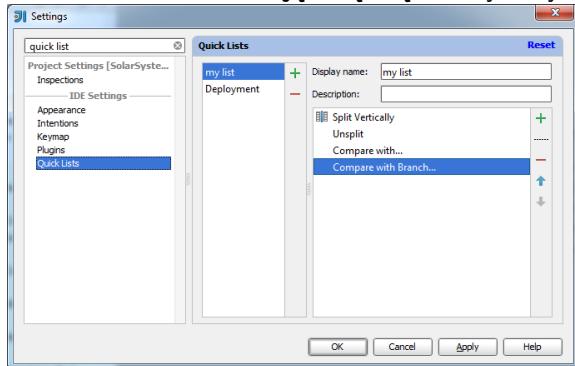 Settings
quick list
Project Settings [SolarSyste...
Inspections
IDE Settings
Appearance
Intentions
Keymap
Plugins
Quick Lists
Quick Lists
Reset
my list
Deployment
Display name:
my list
Description:
Split Vertically
Unsplit
Compare with...
Compare with Branch...
OK
Cancel
Apply
Help